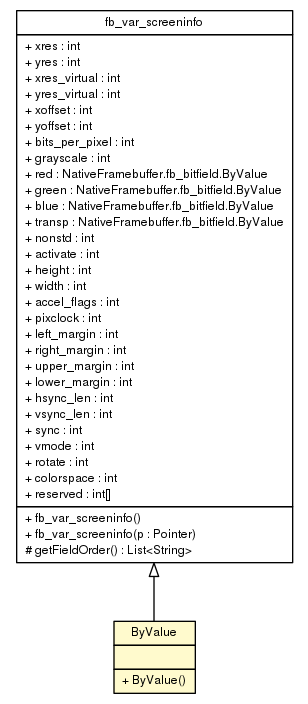 fb_var_screeninfo
+ xres : int
+ yres : int
+ xres_virtual : int
+ yres_virtual : int
+ xoffset : int
+ yoffset : int
+ bits_per_pixel : int
+ grayscale : int
+ red : NativeFramebuffer.fb_bitfield.ByValue
+ green : NativeFramebuffer.fb_bitfield.ByValue
+ blue : NativeFramebuffer.fb_bitfield.ByValue
+ transp : NativeFramebuffer.fb_bitfield.ByValue
+ nonstd : int
+ activate : int
+ height : int
+ width : int
+ accel_flags : int
+ pixclock : int
+ left_margin : int
+ right_margin : int
+ upper_margin : int
+ lower_margin : int
+ hsync_len : int
+ vsync_len : int
+ sync : int
+ vmode : int
+ rotate : int
+ colorspace : int
+ reserved : int[]
+ fb_var_screeninfo()
+ fb_var_screeninfo(p : Pointer)
# getFieldOrder() : List<String>
ByValue
+ ByValue()